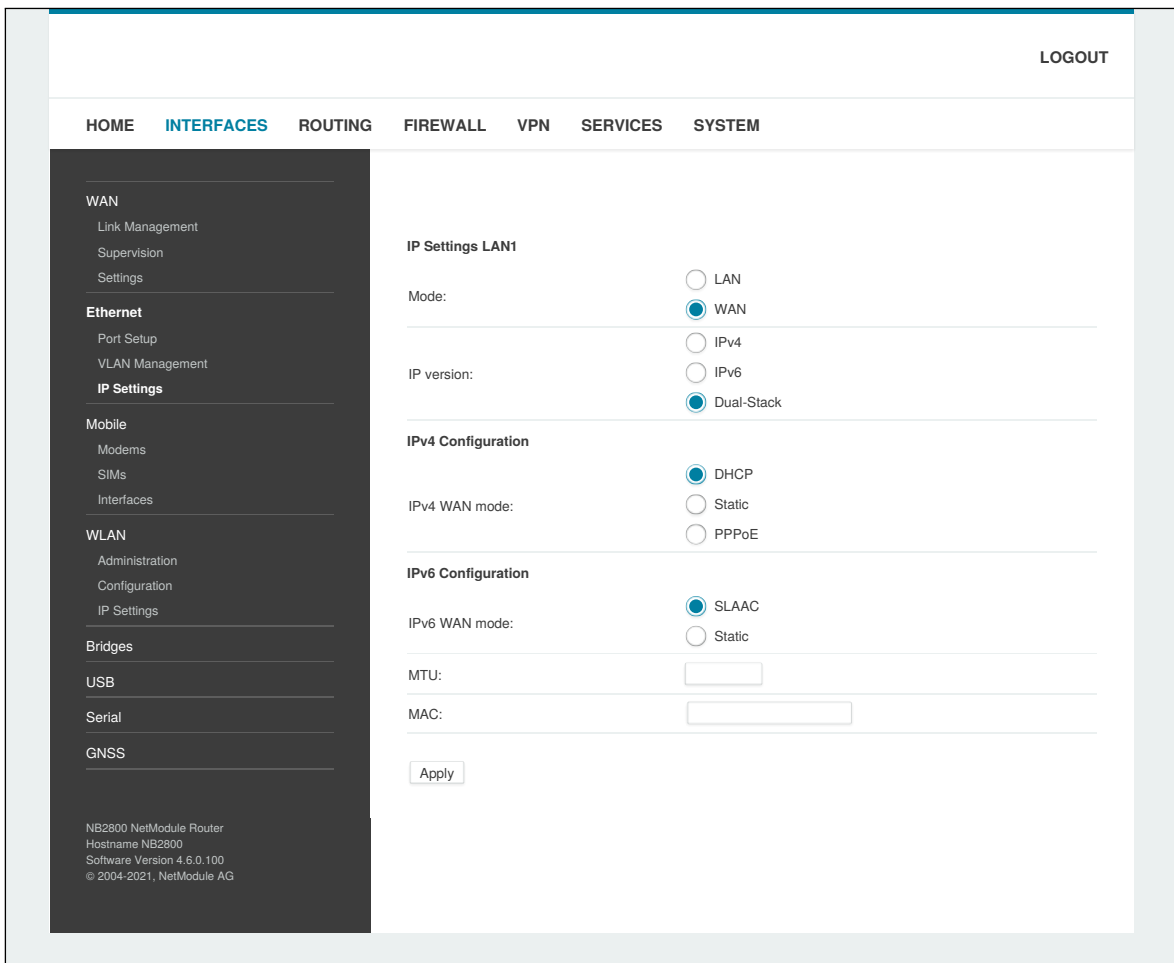 LOGOUT
HOME INTERFACES ROUTING FIREWALL VPN SERVICES SYSTEM
WAN
Link Management
Supervision
Settings
Ethernet
Port Setup
VLAN Management
IP Settings
Mobile
Modems
SIMs
Interfaces
WLAN
Administration
Configuration
IP Settings
Bridges
USB
Serial
GNSS
NB2800 NetModule Router
Hostname NB2800
Software Version 4.6.0.100
© 2004-2021, NetModule AG
IP Settings LAN1
Mode:
LAN
WAN
IP version:
IPv4
IPv6
Dual-Stack
IPv4 Configuration
IPv4 WAN mode:
DHCP
Static
PPPoE
IPv6 Configuration
IPv6 WAN mode:
SLAAC
Static
MTU:
MAC:
Apply